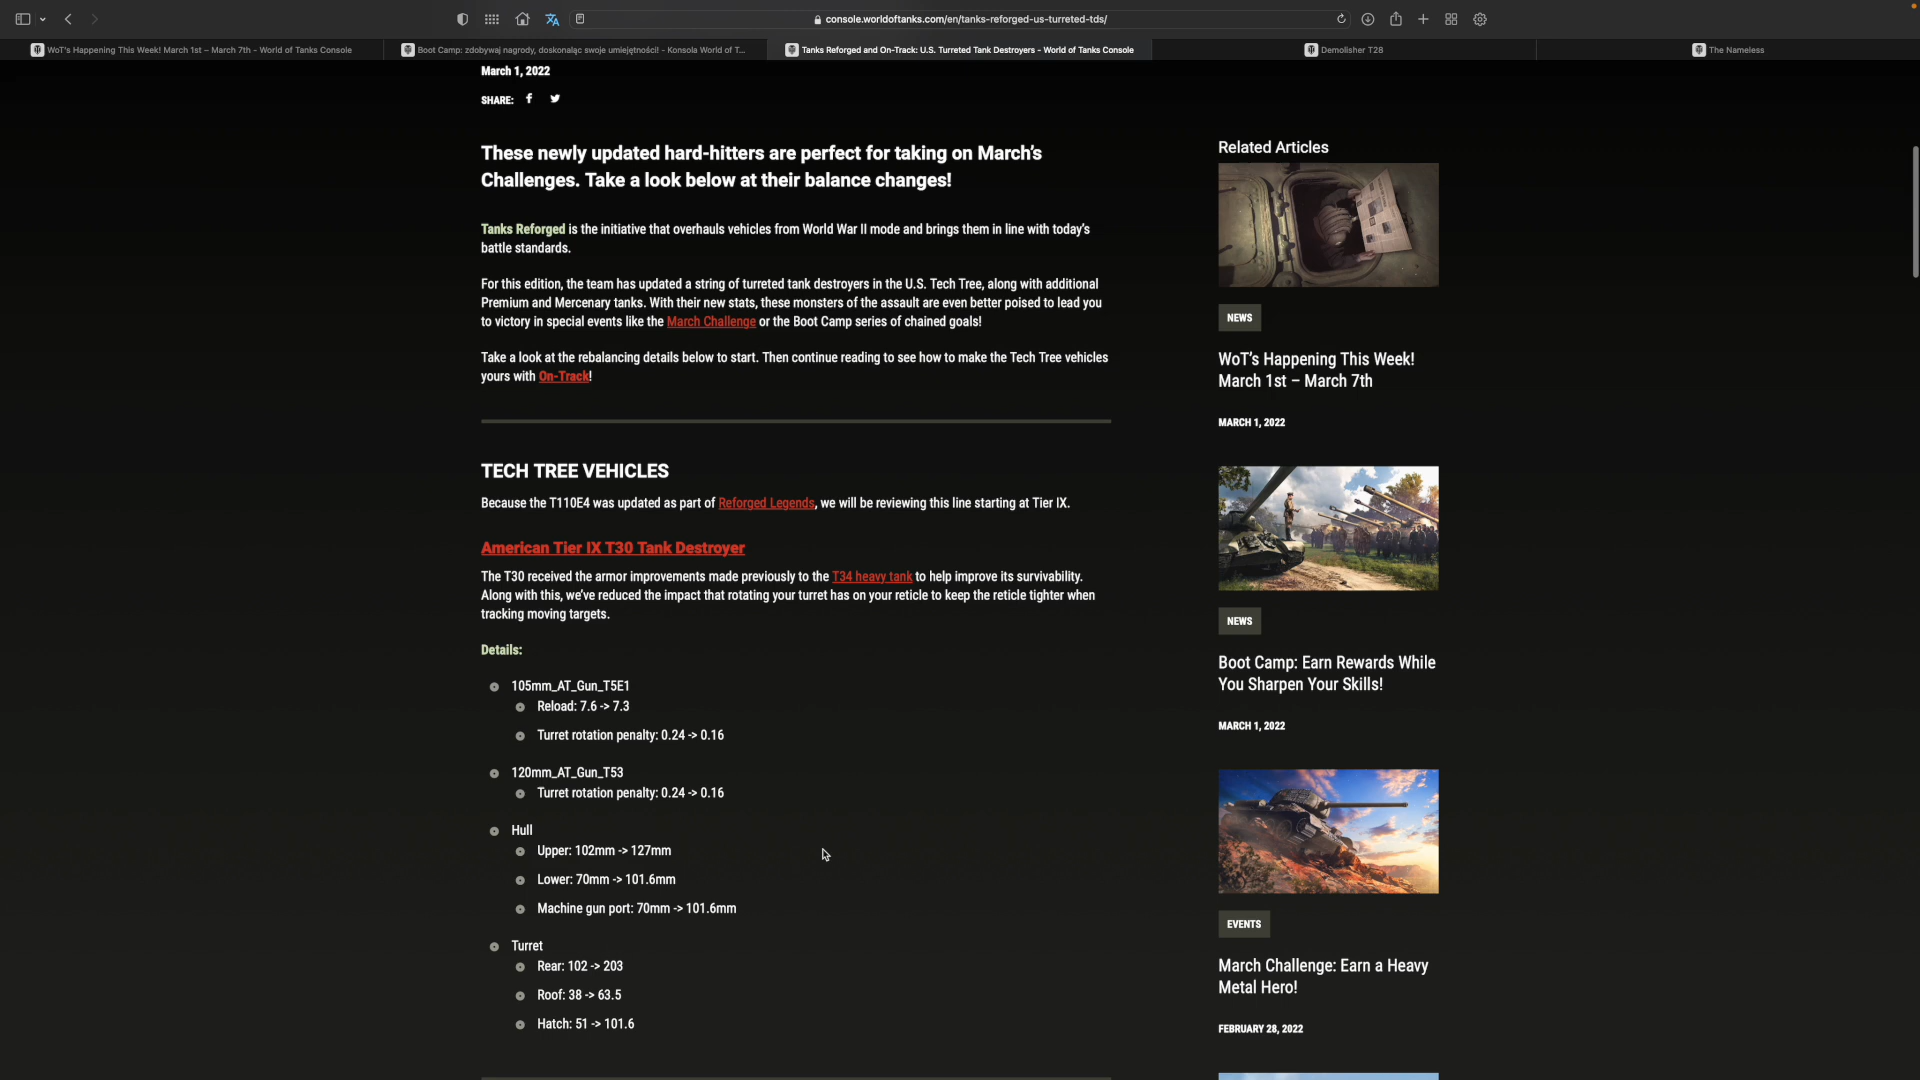 console.worldoftanks.com/en/tanks-reforged-us-turreted-tds/
WoT's Happening This Week! March 1st – March 7th - World of Tanks Console
Boot Camp: zdobywaj nagrody, doskonaląc swoje umiejętności! - Konsola World of T...
Tanks Reforged and On-Track: U.S. Turreted Tank Destroyers - World of Tanks Console
Demolisher T28
The Nameless
March 1, 2022
SHARE:
These newly updated hard-hitters are perfect for taking on March's
Challenges. Take a look below at their balance changes!
Tanks Reforged is the initiative that overhauls vehicles from World War II mode and brings them in line with today's
battle standards.
For this edition, the team has updated a string of turreted tank destroyers in the U.S. Tech Tree, along with additional
Premium and Mercenary tanks. With their new stats, these monsters of the assault are even better poised to lead you
to victory in special events like the March Challenge or the Boot Camp series of chained goals!
Take a look at the rebalancing details below to start. Then continue reading to see how to make the Tech Tree vehicles
yours with On-Track!
TECH TREE VEHICLES
Because the T110E4 was updated as part of Reforged Legends, we will be reviewing this line starting at Tier IX.
American Tier IX T30 Tank Destroyer
The T30 received the armor improvements made previously to the T34 heavy tank to help improve its survivability.
Along with this, we've reduced the impact that rotating your turret has on your reticle to keep the reticle tighter when
tracking moving targets.
Details:
105mm_AT_Gun_T5E1
Reload: 7.6 -> 7.3
Turret rotation penalty: 0.24 -> 0.16
120mm_AT_Gun_T53
Turret rotation penalty: 0.24 -> 0.16
Hull
Upper: 102mm -> 127mm
Lower: 70mm -> 101.6mm
Machine gun port: 70mm -> 101.6mm
Turret
Rear: 102 -> 203
Roof: 38 -> 63.5
Hatch: 51 -> 101.6
Related Articles
NEWS
WoT's Happening This Week!
March 1st – March 7th
MARCH 1, 2022
NEWS
Boot Camp: Earn Rewards While
You Sharpen Your Skills!
MARCH 1, 2022
EVENTS
March Challenge: Earn a Heavy
Metal Hero!
FEBRUARY 28, 2022